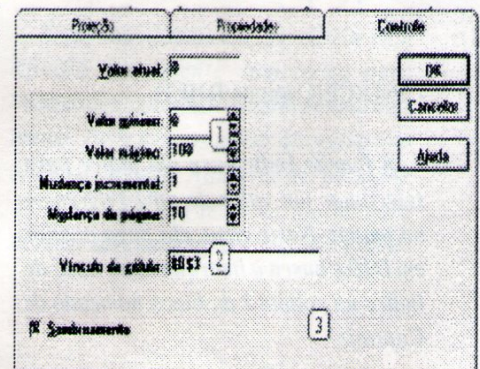 Proteção Propriedades Controle
Valor atual: 0
OK
Cancelar
Valor mínimo: 0
1
Valor máximo: 100
Ajuda
Mudança incremental: 1
Mudança de página: 10
Vínculo da célula: 2
Sombreamento
3